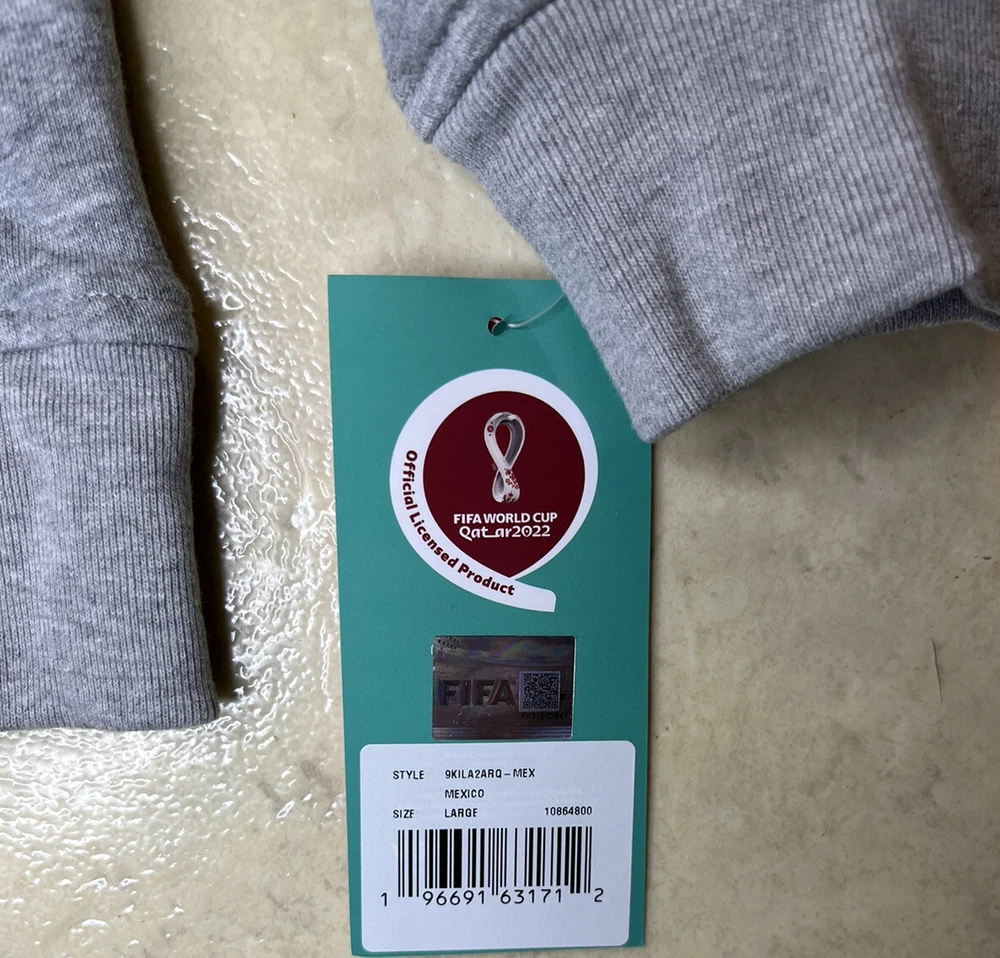 Official Licensed Product
FIFA WORLD CUP
Qatar2022
FIFA
STYLE 9KILA2ARQ-MEX
MEXICO
SIZE LARGE 10864800
1 96691 63171 2